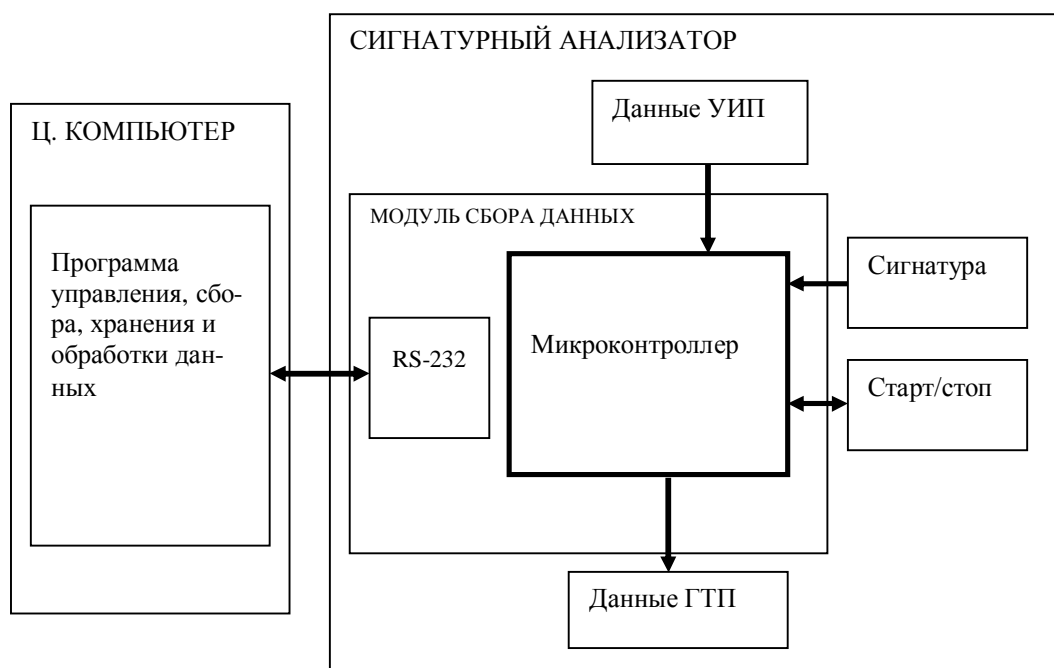 СИГНАТУРНЫЙ АНАЛИЗАТОР
Данные УИП
Ц. КОМПЬЮТЕР
МОДУЛЬ СБОРА ДАННЫХ
Программа
управления, сбо-
ра, хранения и
обработки дан-
ных
RS-232
Микроконтроллер
Сигнатура
Старт/стоп
Данные ГТП